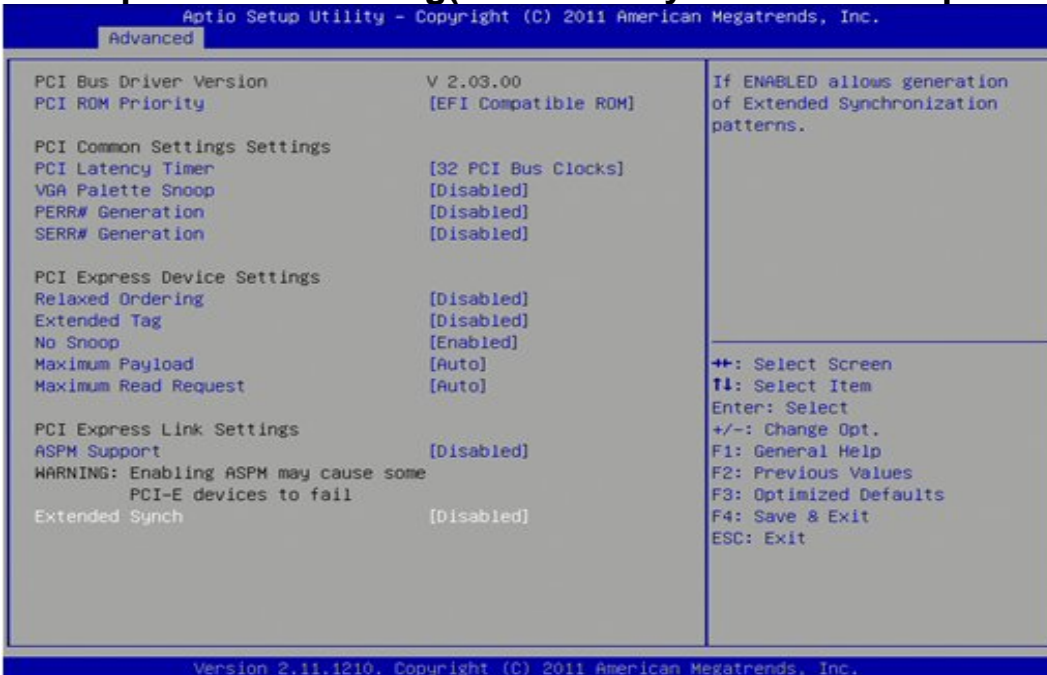 Aptio Setup Utility – Copyright (C) 2011 American Megatrends, Inc.
Advanced
PCI Bus Driver Version V 2.03.00
PCI ROM Priority [EFI Compatible ROM]
PCI Common Settings Settings
PCI Latency Timer [32 PCI Bus Clocks]
VGA Palette Snoop [Disabled]
PERR# Generation [Disabled]
SERR# Generation [Disabled]
PCI Express Device Settings
Relaxed Ordering [Disabled]
Extended Tag [Disabled]
No Snoop [Enabled]
Maximum Payload [Auto]
Maximum Read Request [Auto]
PCI Express Link Settings
ASPM Support [Disabled]
WARNING: Enabling ASPM may cause some
PCI-E devices to fail
Extended Synch [Disabled]
If ENABLED allows generation
of Extended Synchronization
patterns.
→←: Select Screen
↑↓: Select Item
Enter: Select
+/-: Change Opt.
F1: General Help
F2: Previous Values
F3: Optimized Defaults
F4: Save & Exit
ESC: Exit
Version 2.11.1210. Copyright (C) 2011 American Megatrends, Inc.